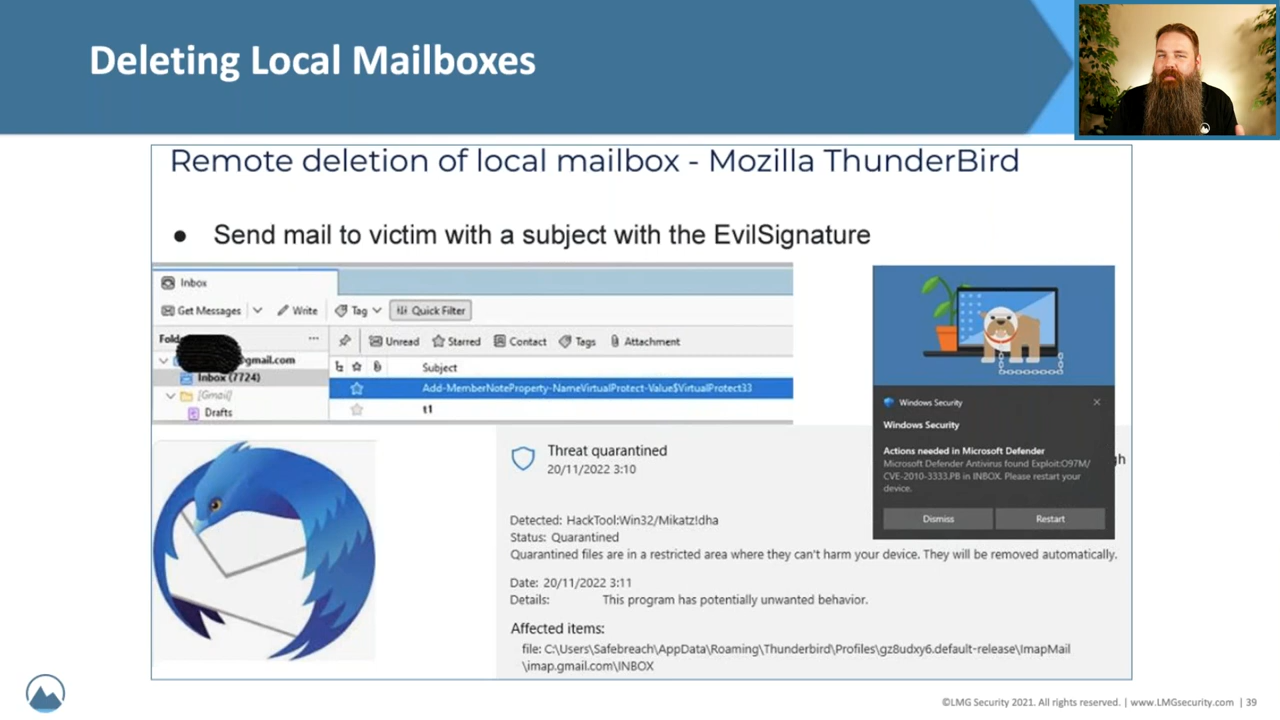 Deleting Local Mailboxes
Remote deletion of local mailbox - Mozilla ThunderBird
● Send mail to victim with a subject with the EvilSignature
Inbox
Get Messages Write Tag Quick Filter
Unread Starred Contact Tags Attachment
@gmail.com
Subject
Inbox (7724)
Add-MemberNoteProperty-NameVirtualProtect-Value$VirtualProtect33
[Gmail]
Drafts
t1
Windows Security
Windows Security
Actions needed in Microsoft Defender
Microsoft Defender Antivirus found Exploit:O97M/
CVE-2010-3333.PB in INBOX. Please restart your
device.
Dismiss Restart
Threat quarantined
20/11/2022 3:10
Detected: HackTool:Win32/Mikatz!dha
Status: Quarantined
Quarantined files are in a restricted area where they can't harm your device. They will be removed automatically.
Date: 20/11/2022 3:11
Details: This program has potentially unwanted behavior.
Affected items:
file: C:\Users\Safebreach\AppData\Roaming\Thunderbird\Profiles\gz8udxy6.default-release\ImapMail
\imap.gmail.com\INBOX
©LMG Security 2021. All rights reserved. | www.LMGsecurity.com | 39